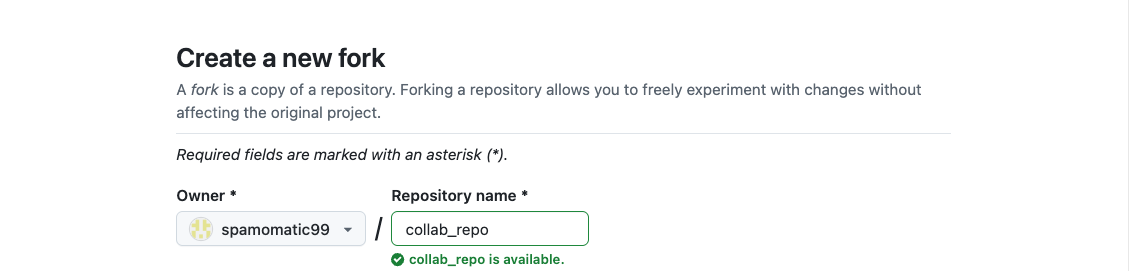 Create a new fork
A fork is a copy of a repository. Forking a repository allows you to freely experiment with changes without
affecting the original project.
Required fields are marked with an asterisk (*).
Owner *
Repository name *
spamomatic99
/
collab_repo
collab_repo is available.